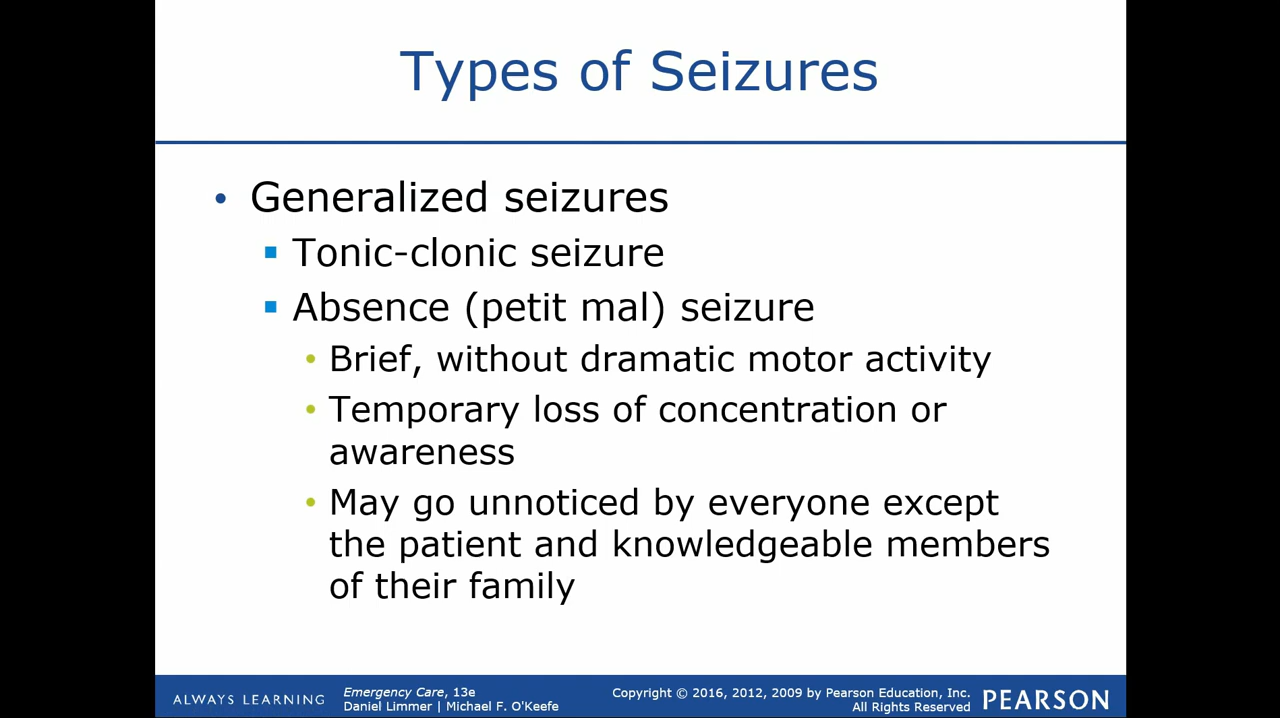 Types of Seizures
• Generalized seizures
▪ Tonic-clonic seizure
▪ Absence (petit mal) seizure
• Brief, without dramatic motor activity
• Temporary loss of concentration or
awareness
• May go unnoticed by everyone except
the patient and knowledgeable members
of their family
ALWAYS LEARNING
Emergency Care, 13e
Daniel Limmer | Michael F. O'Keefe
Copyright © 2016, 2012, 2009 by Pearson Education, Inc.
All Rights Reserved
PEARSON